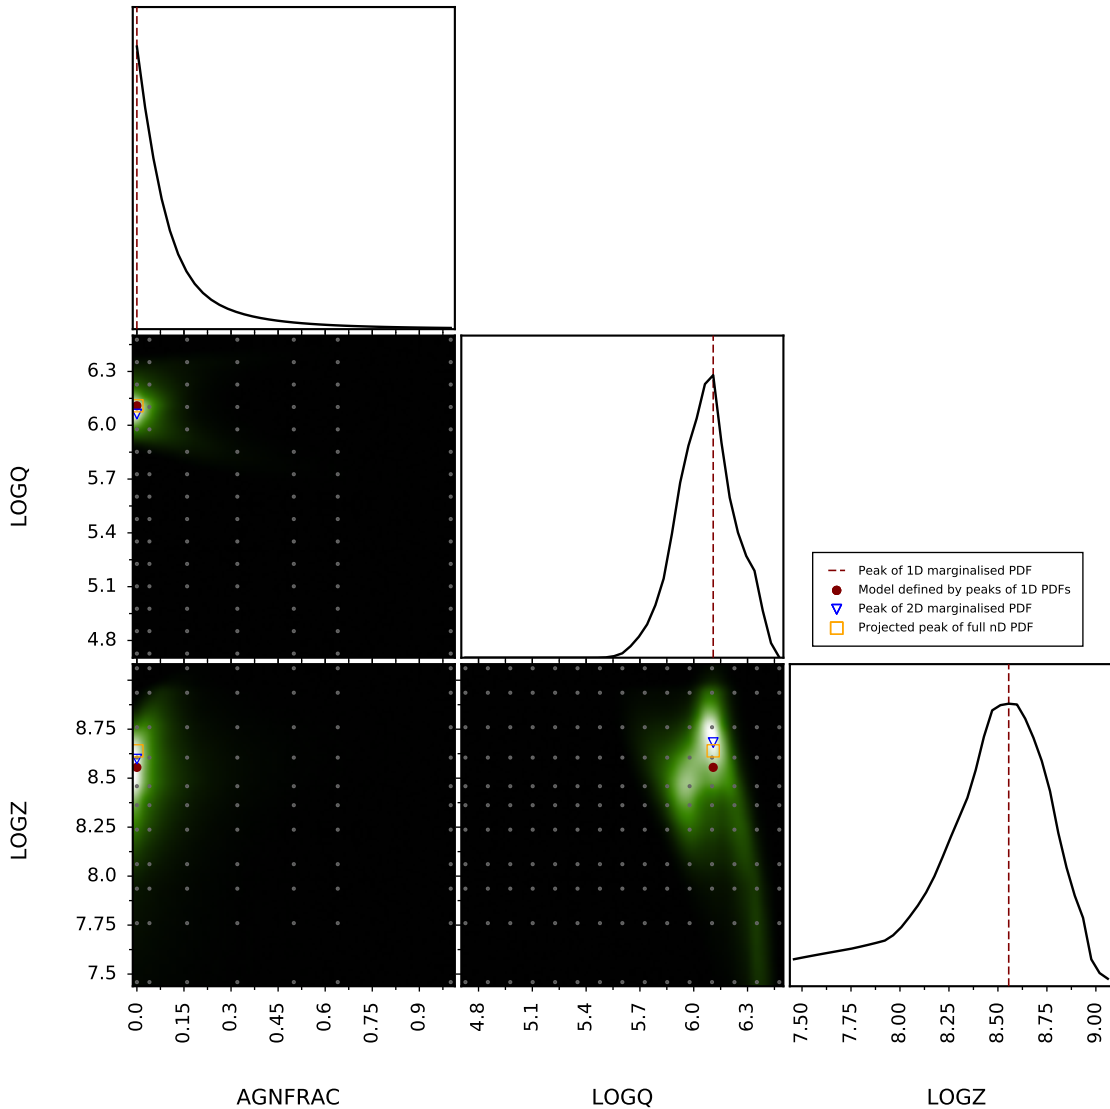 6.3
6.0
5.7
5.4
5.1
4.8
LOGQ
Peak of 1D marginalised PDF
Model defined by peaks of 1D PDFs
Peak of 2D marginalised PDF
Projected peak of full nD PDF
8.75
8.5
8.25
8.0
7.75
7.5
LOGZ
0.0 0.15 0.3 0.45 0.6 0.75 0.9
4.8 5.1 5.4 5.7 6.0 6.3
7.50 7.75 8.00 8.25 8.50 8.75 9.00
AGNFRAC LOGQ LOGZ